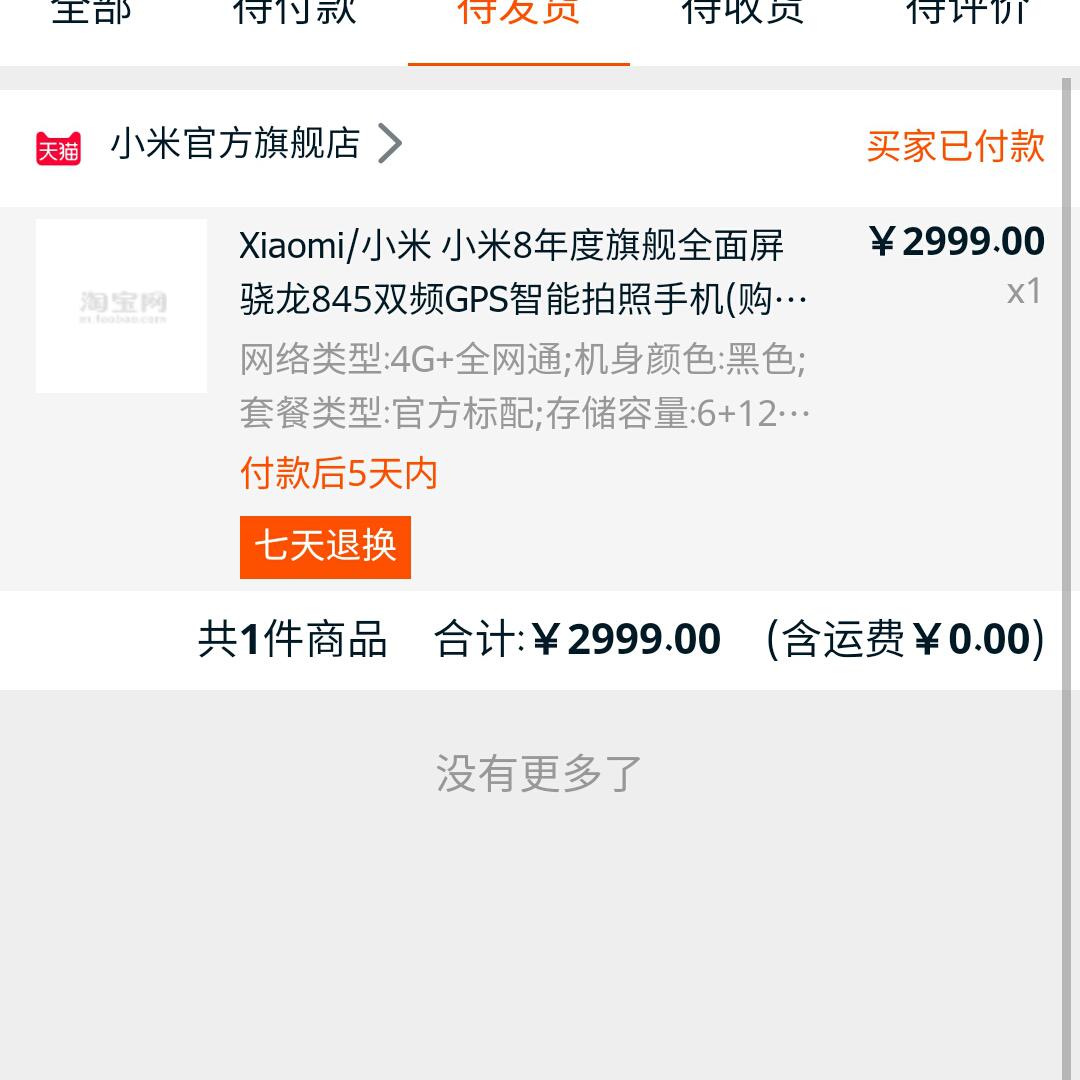 全部 待付款 待发货 待收货 待评价
天猫 小米官方旗舰店 买家已付款
Xiaomi/小米 小米8年度旗舰全面屏 ￥2999.00
骁龙845双频GPS智能拍照手机(购… x1
淘宝网
m.taobao.com
网络类型:4G+全网通;机身颜色:黑色;
套餐类型:官方标配;存储容量:6+12…
付款后5天内
七天退换
共1件商品 合计:￥2999.00 (含运费￥0.00)
没有更多了